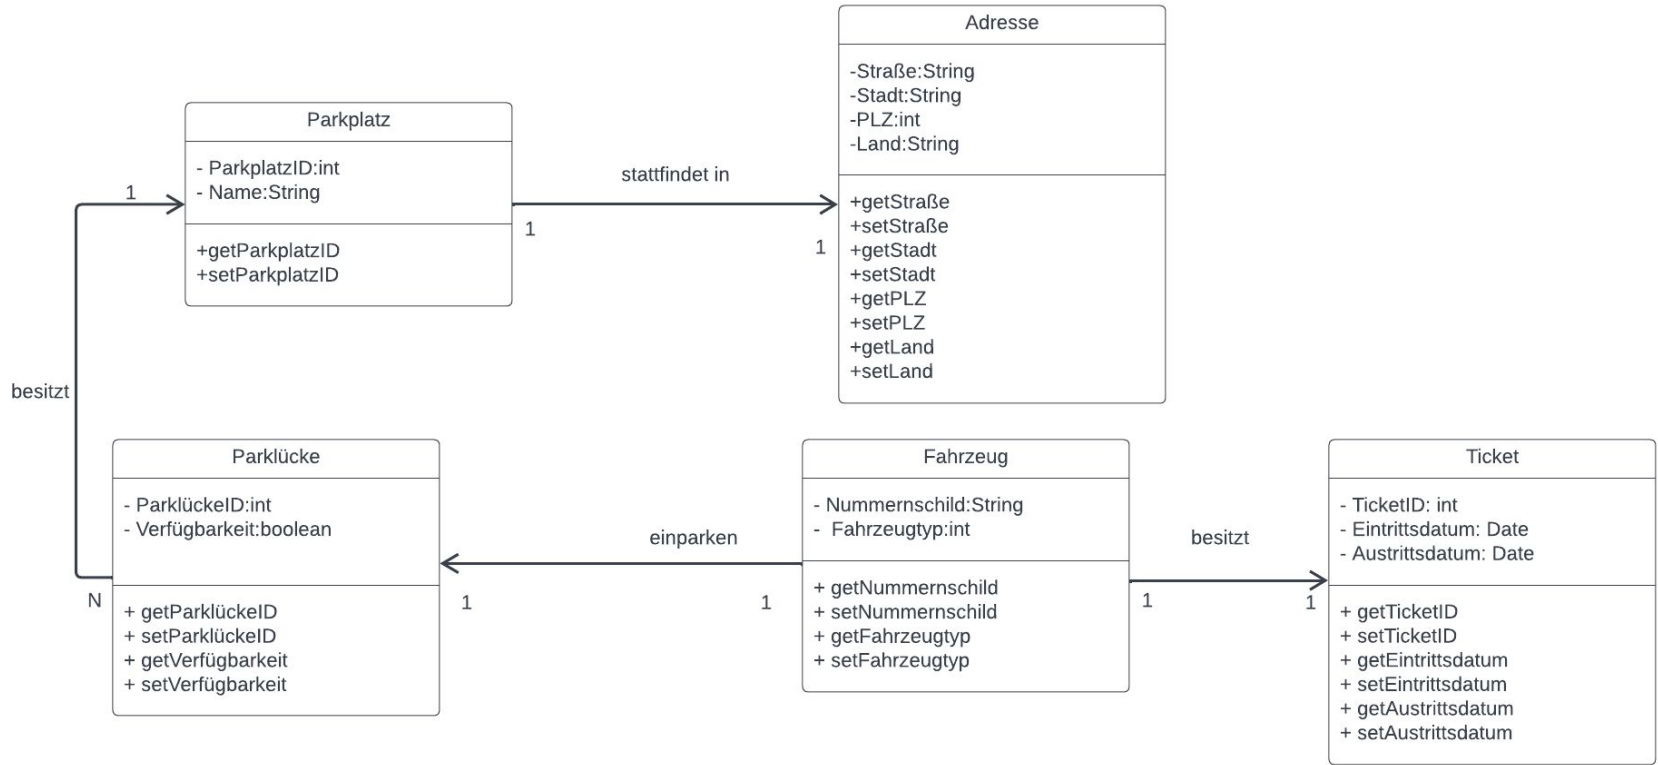 Adresse
-Straße:String
-Stadt:String
-PLZ:int
-Land:String
+getStraße
+setStraße
+getStadt
+setStadt
+getPLZ
+setPLZ
+getLand
+setLand
Parkplatz
- ParkplatzID:int
- Name:String
+getParkplatzID
+setParkplatzID
stattfindet in
1
1
1
besitzt
N
Parklücke
- ParklückeID:int
- Verfügbarkeit:boolean
+ getParklückeID
+ setParklückeID
+ getVerfügbarkeit
+ setVerfügbarkeit
einparken
1
1
Fahrzeug
- Nummernschild:String
- Fahrzeugtyp:int
+ getNummernschild
+ setNummernschild
+ getFahrzeugtyp
+ setFahrzeugtyp
besitzt
1
1
Ticket
- TicketID: int
- Eintrittsdatum: Date
- Austrittsdatum: Date
+ getTicketID
+ setTicketID
+ getEintrittsdatum
+ setEintrittsdatum
+ getAustrittsdatum
+ setAustrittsdatum